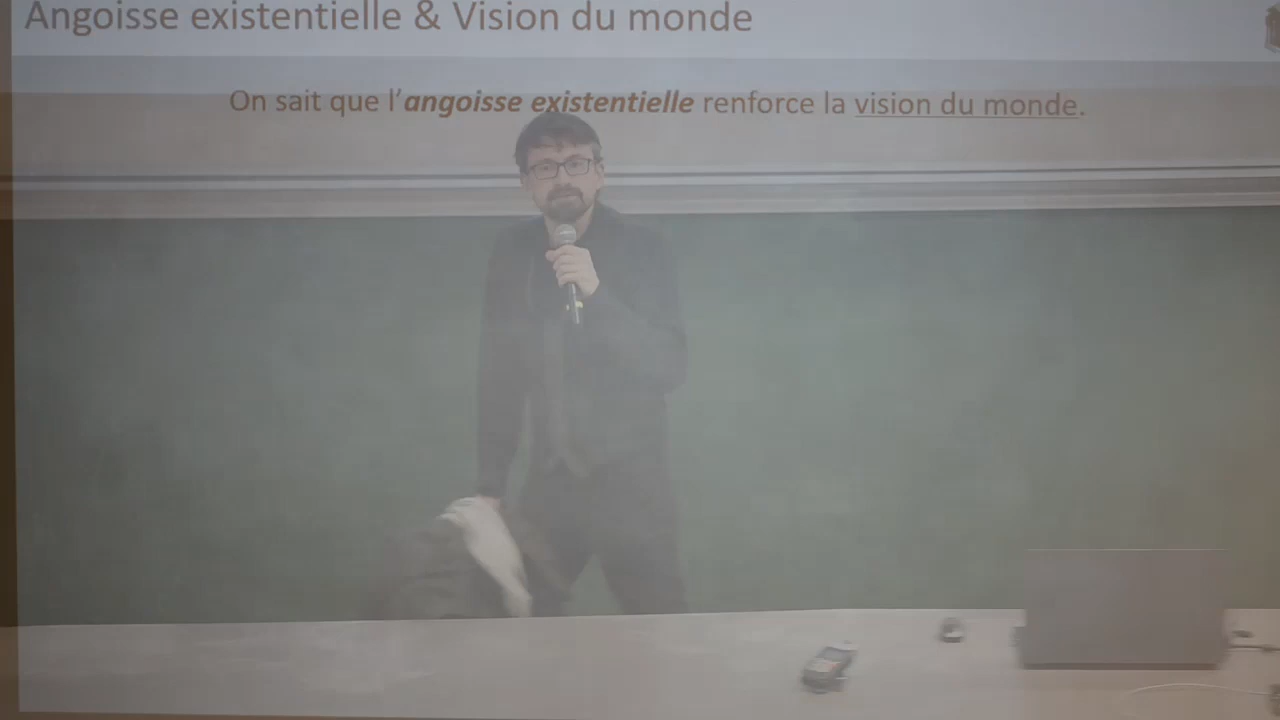 Angoisse existentielle & Vision du monde
On sait que l’angoisse existentielle renforce la vision du monde.